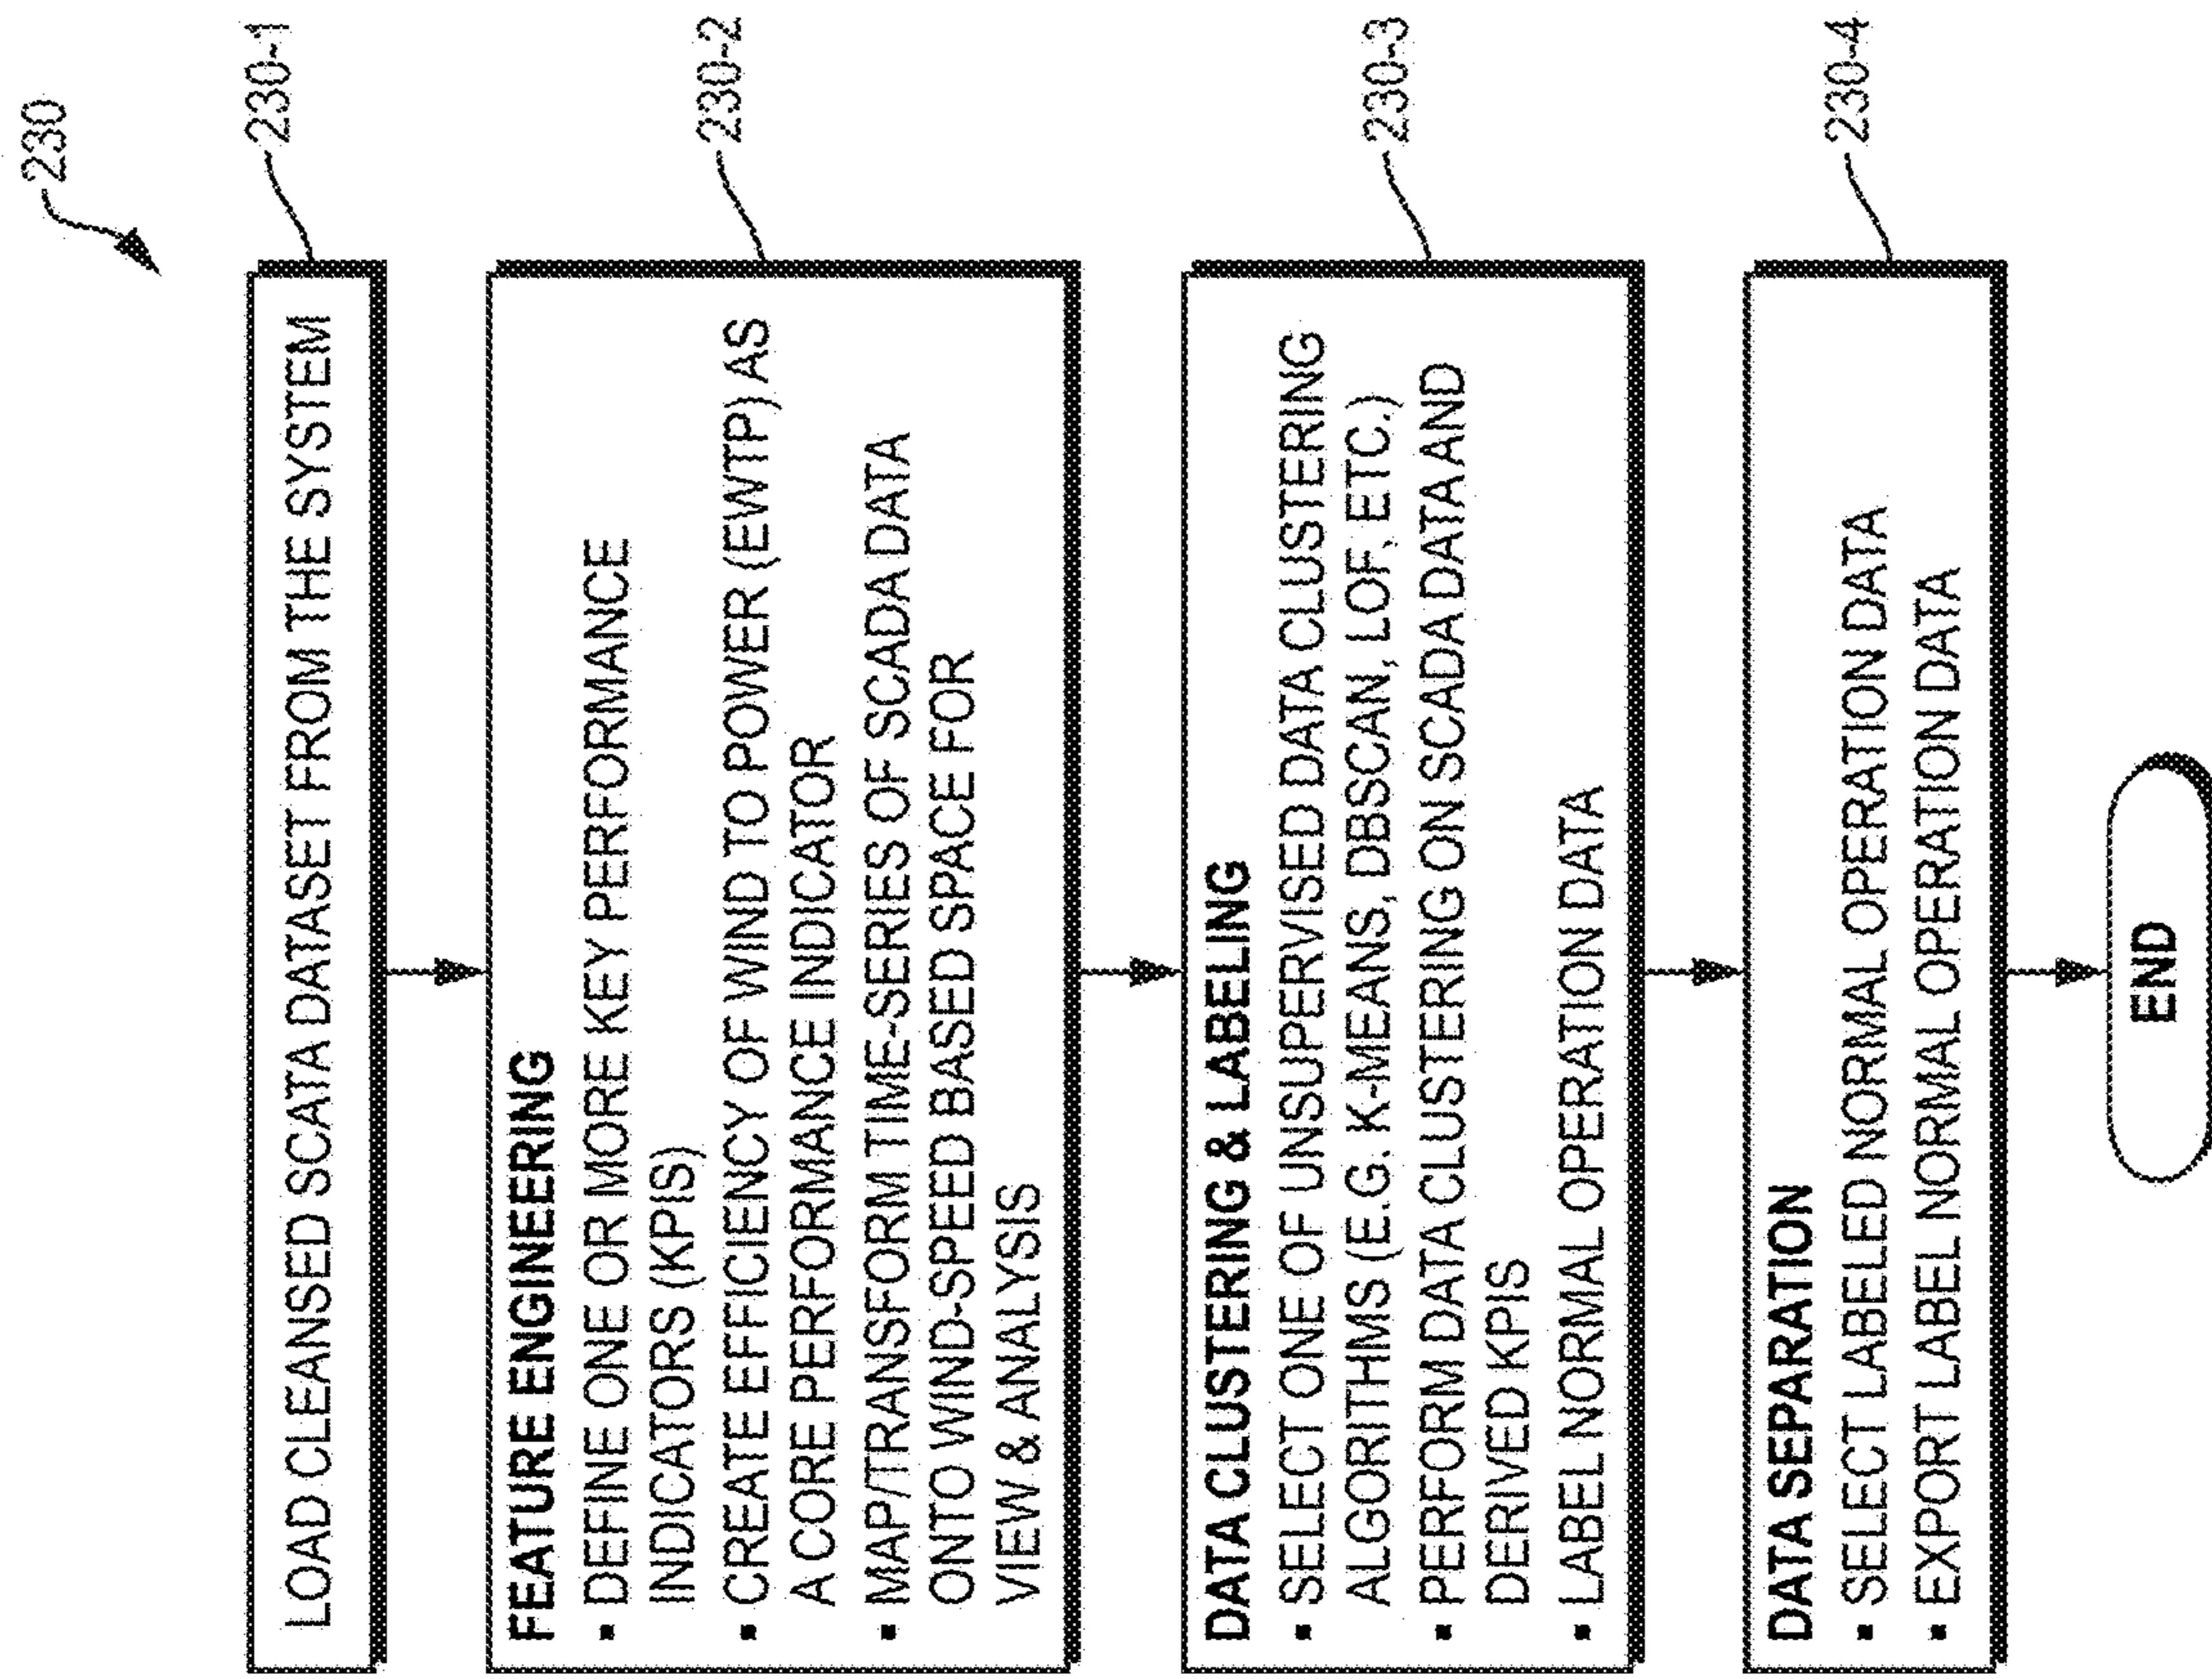 230
LOAD CLEANSED SCATA DATASET FROM THE SYSTEM
230-1
FEATURE ENGINEERING
▪ DEFINE ONE OR MORE KEY PERFORMANCE
INDICATORS (KPIS)
▪ CREATE EFFICIENCY OF WIND TO POWER (EWTP) AS
A CORE PERFORMANCE INDICATOR
▪ MAP/TRANSFORM TIME-SERIES OF SCADA DATA
ONTO WIND-SPEED BASED SPACE FOR
VIEW & ANALYSIS
230-2
DATA CLUSTERING & LABELING
▪ SELECT ONE OF UNSUPERVISED DATA CLUSTERING
ALGORITHMS (E.G. K-MEANS, DBSCAN, LOF, ETC.)
▪ PERFORM DATA CLUSTERING ON SCADA DATA AND
DERIVED KPIS
▪ LABEL NORMAL OPERATION DATA
230-3
DATA SEPARATION
▪ SELECT LABELED NORMAL OPERATION DATA
▪ EXPORT LABEL NORMAL OPERATION DATA
230-4
END